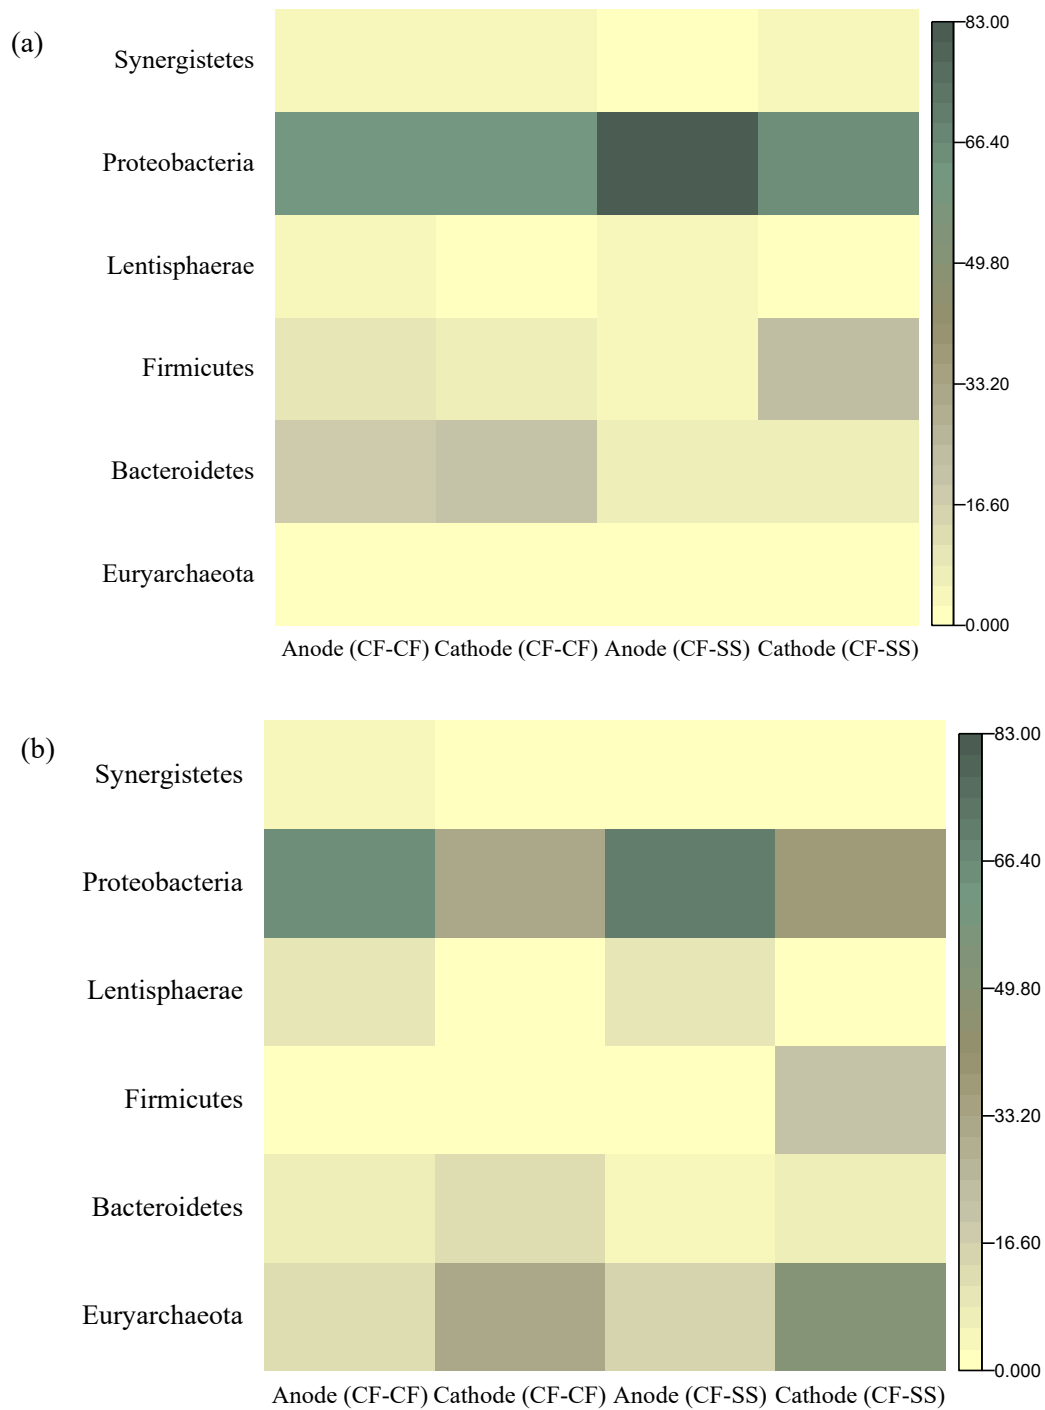 (a)
Synergistetes
Proteobacteria
Lentisphaerae
Firmicutes
Bacteroidetes
Euryarchaeota
Anode (CF-CF) Cathode (CF-CF) Anode (CF-SS) Cathode (CF-SS)
83.00
66.40
49.80
33.20
16.60
0.000
(b)
Synergistetes
Proteobacteria
Lentisphaerae
Firmicutes
Bacteroidetes
Euryarchaeota
Anode (CF-CF) Cathode (CF-CF) Anode (CF-SS) Cathode (CF-SS)
83.00
66.40
49.80
33.20
16.60
0.000